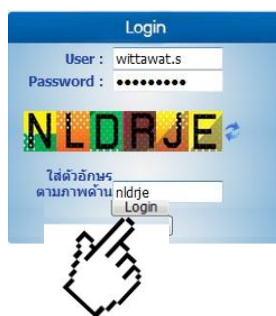 Login
User : wittawat.s
Password : •••••••••
NLDRJE
ใส่ตัวอักษร
ตามภาพด้าน nldrje
Login